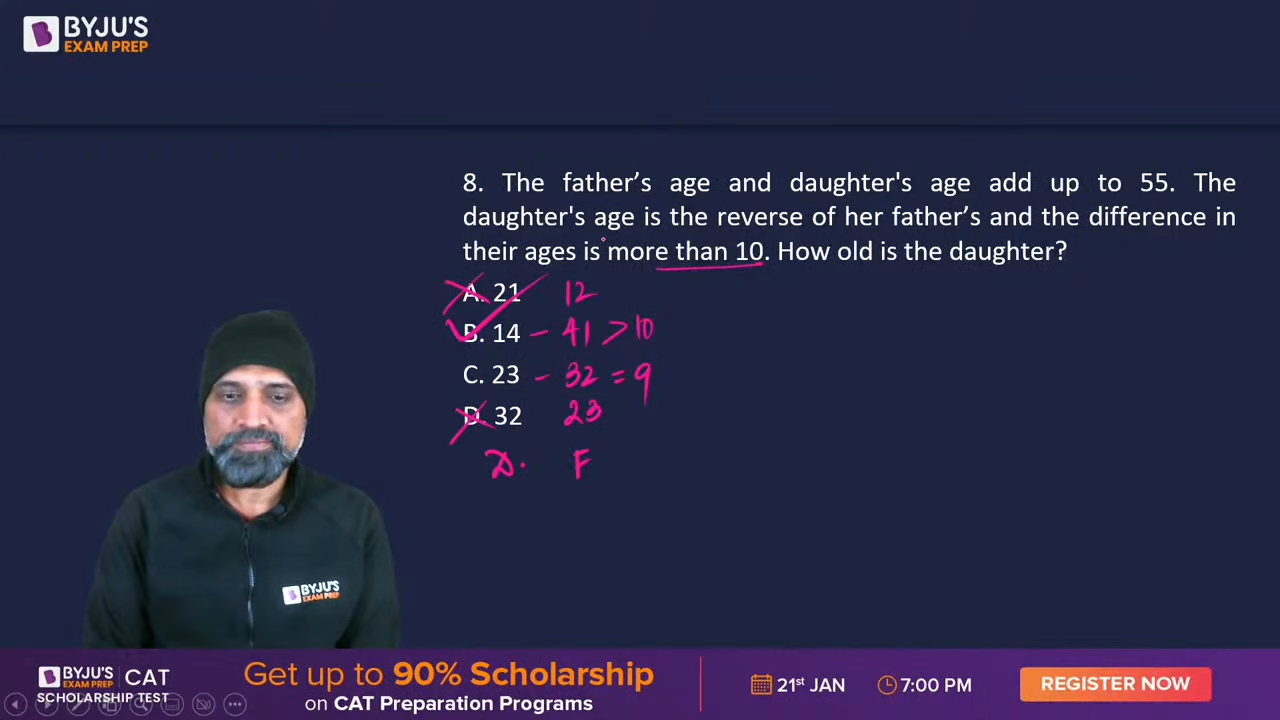 BYJU'S
EXAM PREP
8. The father's age and daughter's age add up to 55. The
daughter's age is the reverse of her father's and the difference in
their ages is more than 10. How old is the daughter?
A. 21 12
B. 14 - 41 > 10
C. 23 - 32 = 9
D. 32 23
D. F
BYJU'S
EXAM PREP
BYJU'S
EXAM PREP
CAT
SCHOLARSHIP TEST
Get up to 90% Scholarship
on CAT Preparation Programs
21ST JAN
7:00 PM
REGISTER NOW